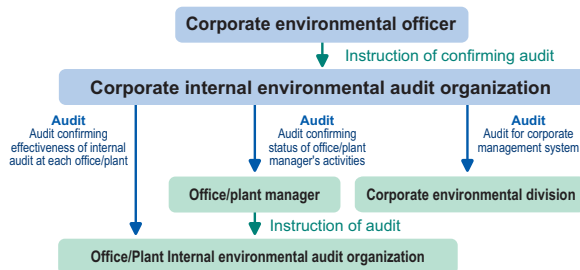 Corporate environmental officer
Instruction of confirming audit
Corporate internal environmental audit organization
Audit
Audit confirming
effectiveness of internal
audit at each office/plant
Audit
Audit confirming
status of office/plant
manager's activities
Audit
Audit for corporate
management system
Office/plant manager
Corporate environmental division
Instruction of audit
Office/Plant Internal environmental audit organization